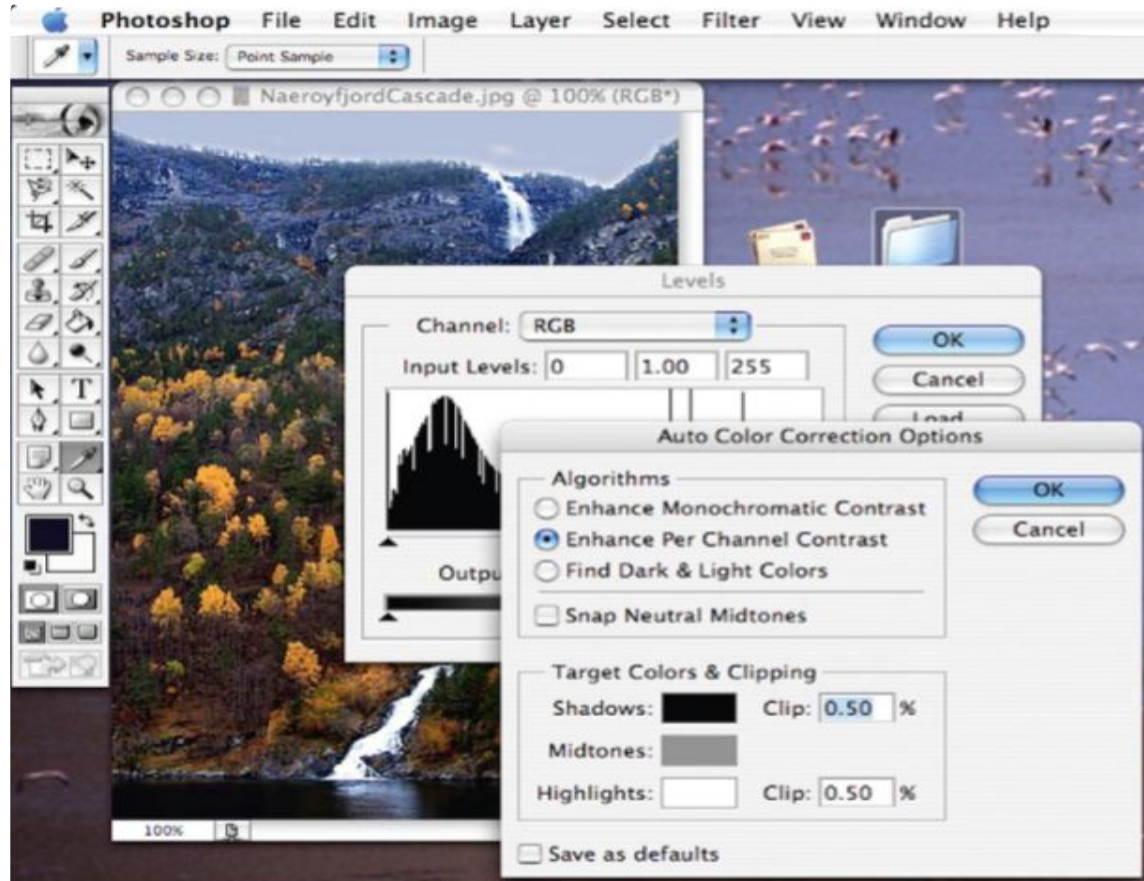 Photoshop File Edit Image Layer Select Filter View Window Help
Sample Size: Point Sample
NaeroyfjordCascade.jpg @ 100% (RGB*)
Levels
Channel: RGB
Input Levels: 0 1.00 255
OK
Cancel
Load
Outpu
Auto Color Correction Options
Algorithms
Enhance Monochromatic Contrast
Enhance Per Channel Contrast
Find Dark & Light Colors
Snap Neutral Midtones
OK
Cancel
Target Colors & Clipping
Shadows: Clip: 0.50 %
Midtones:
Highlights: Clip: 0.50 %
Save as defaults
T
100%